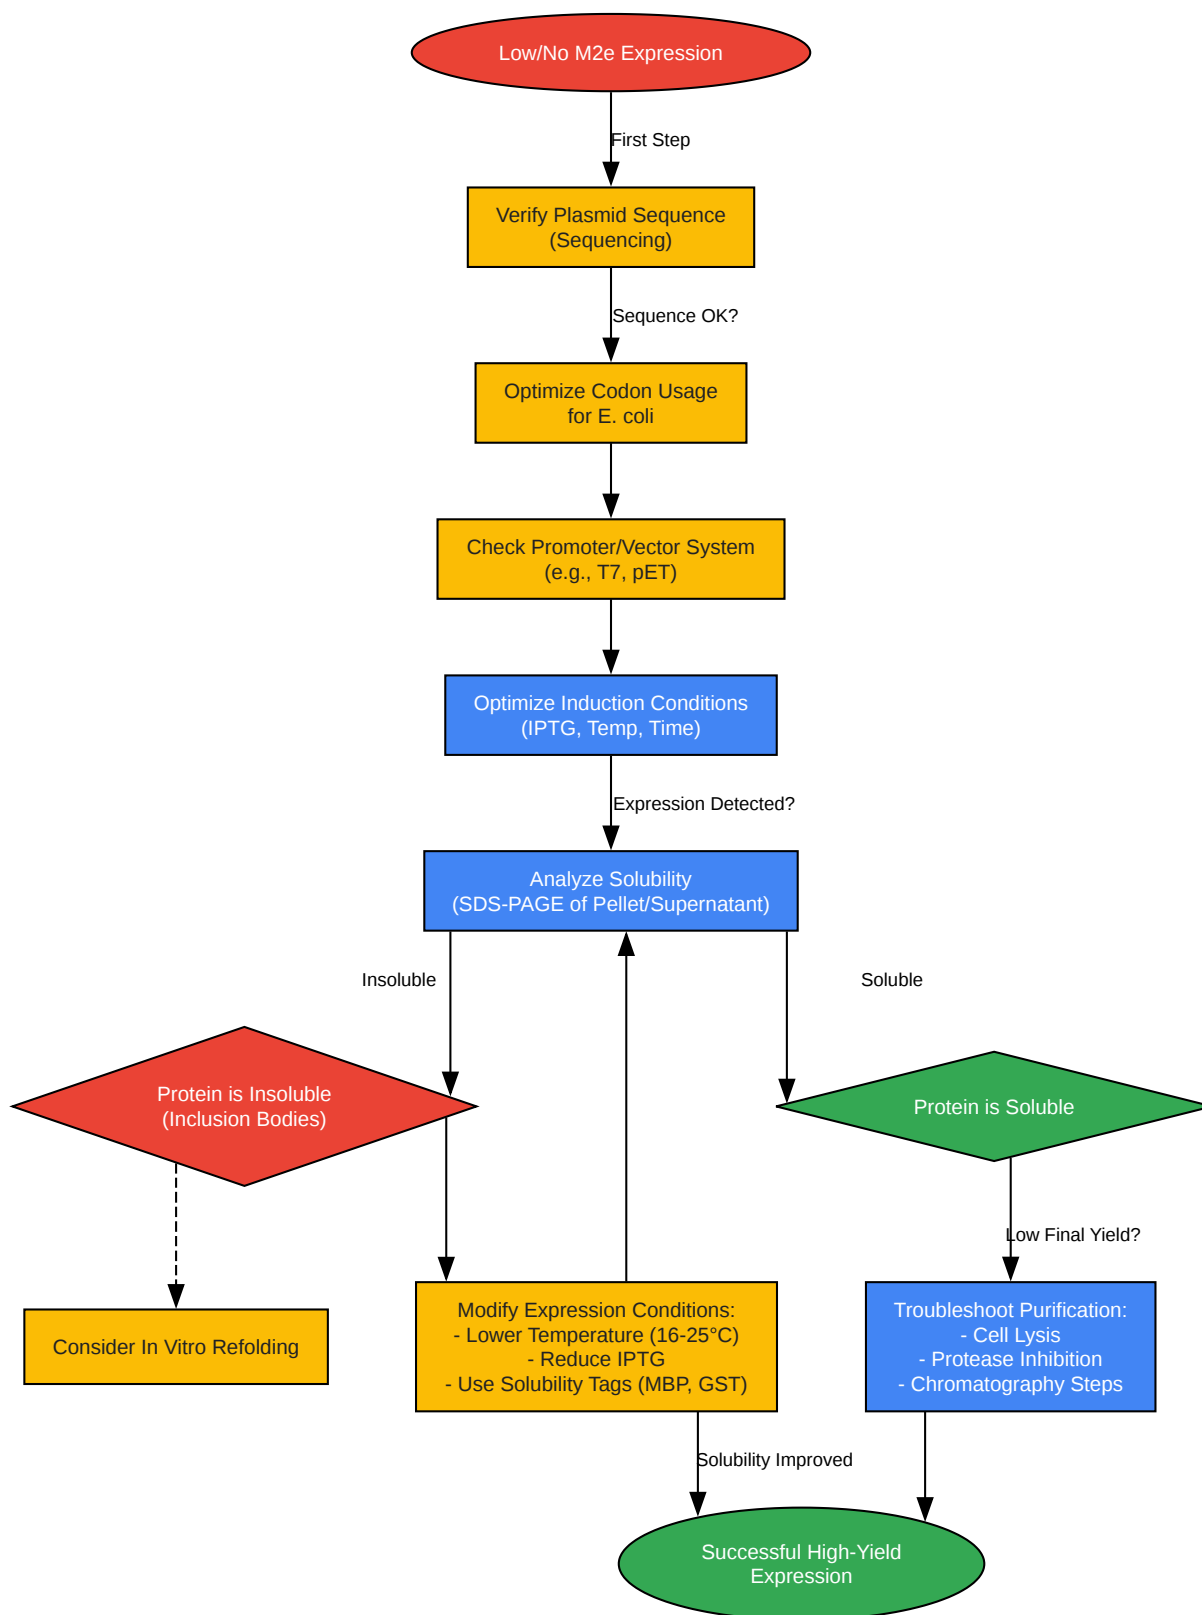 Low/No M2e Expression
First Step
Verify Plasmid Sequence
(Sequencing)
Sequence OK?
Optimize Codon Usage
for E. coli
Check Promoter/Vector System
(e.g., T7, pET)
Optimize Induction Conditions
(IPTG, Temp, Time)
Expression Detected?
Analyze Solubility
(SDS-PAGE of Pellet/Supernatant)
Insoluble
Soluble
Protein is Insoluble
(Inclusion Bodies)
Protein is Soluble
Low Final Yield?
Consider In Vitro Refolding
Modify Expression Conditions:
- Lower Temperature (16-25°C)
- Reduce IPTG
- Use Solubility Tags (MBP, GST)
Troubleshoot Purification:
- Cell Lysis
- Protease Inhibition
- Chromatography Steps
Solubility Improved
Successful High-Yield
Expression